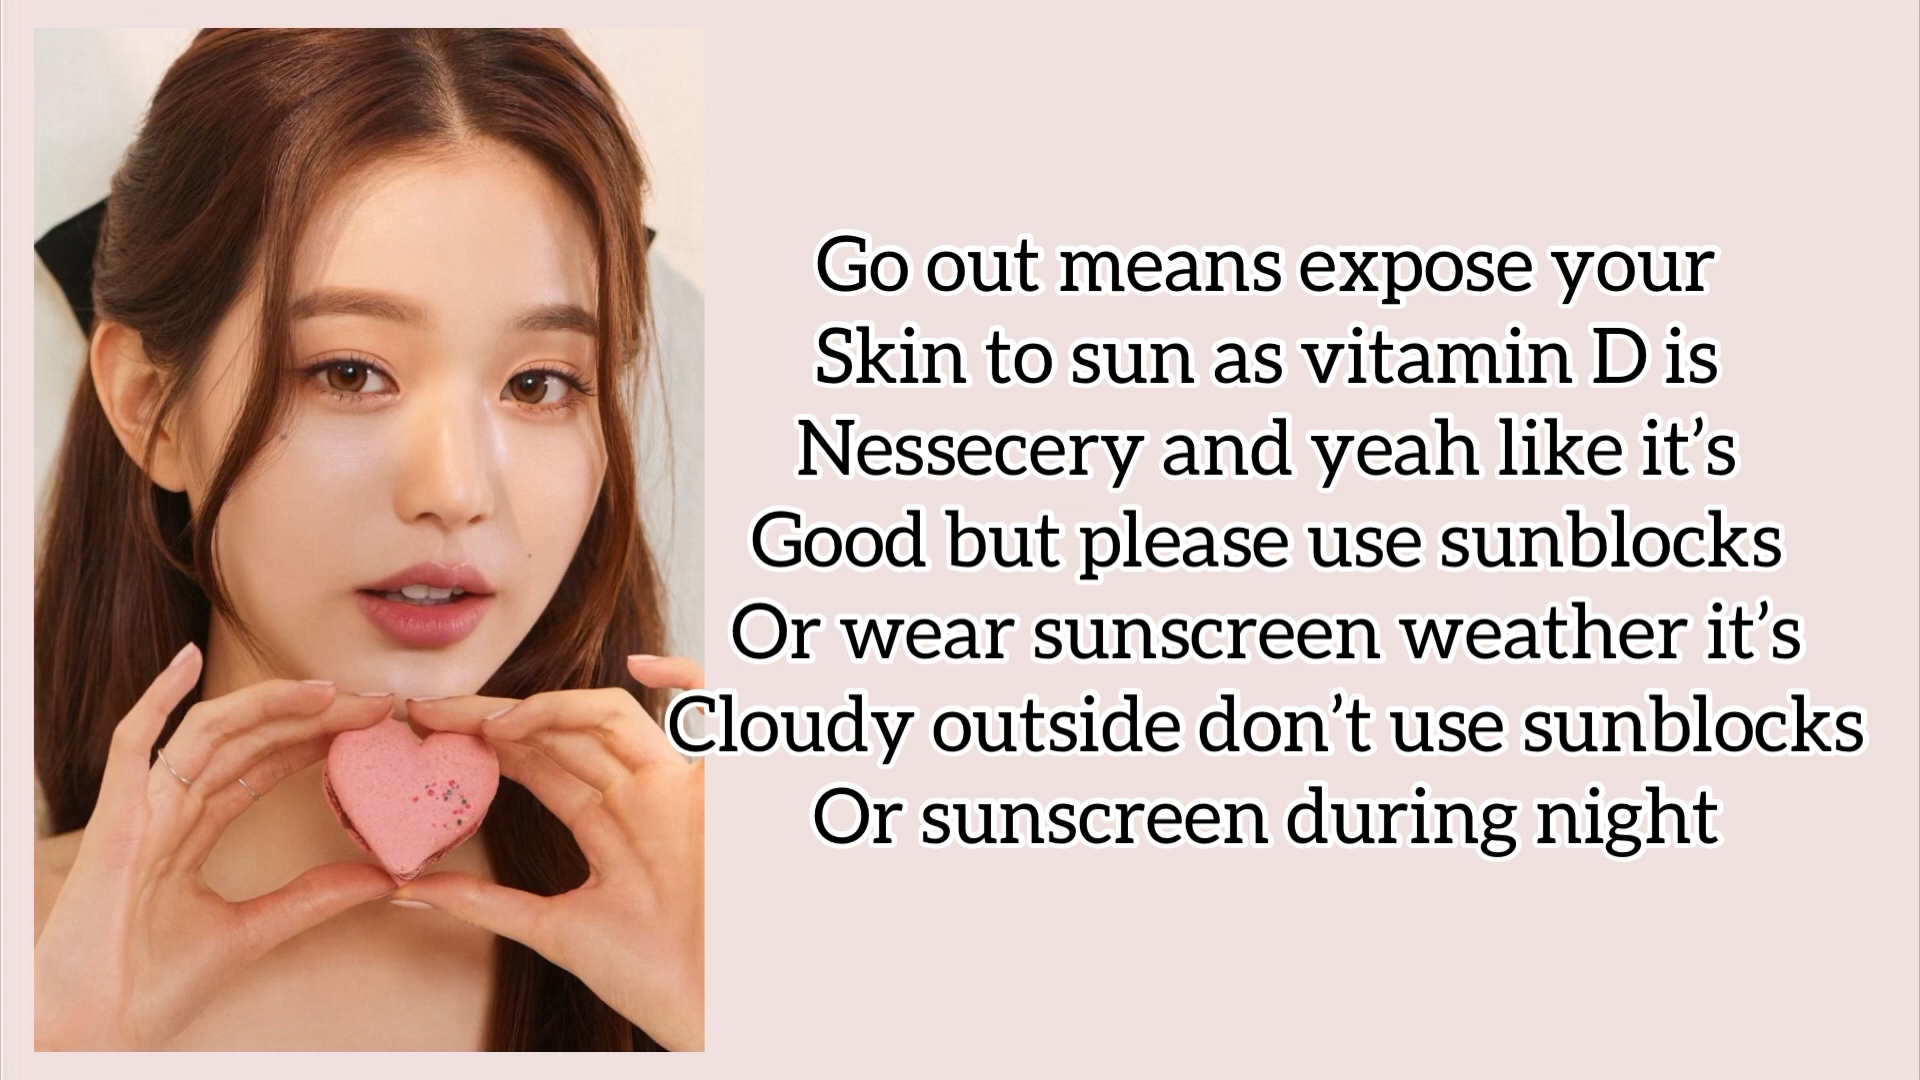 Go out means expose your
Skin to sun as vitamin D is
Nessecery and yeah like it’s
Good but please use sunblocks
Or wear sunscreen weather it’s
Cloudy outside don’t use sunblocks
Or sunscreen during night